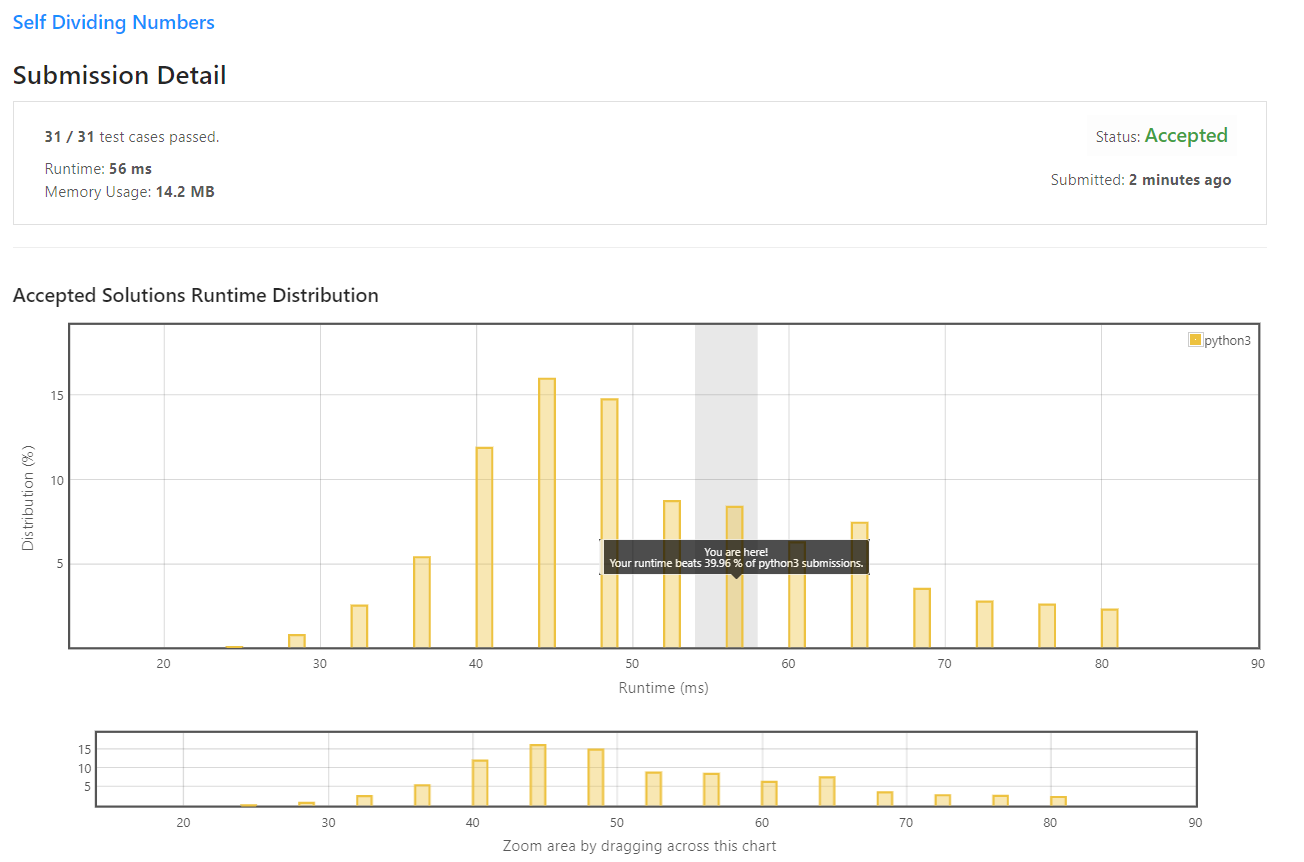 Self Dividing Numbers
Submission Detail
31 / 31 test cases passed.
Status: Accepted
Runtime: 56 ms
Memory Usage: 14.2 MB
Submitted: 2 minutes ago
Accepted Solutions Runtime Distribution
python3
15
10
5
Distribution (%)
You are here!
Your runtime beats 39.96 % of python3 submissions.
20 30 40 50 60 70 80 90
Runtime (ms)
15
10
5
20 30 40 50 60 70 80 90
Zoom area by dragging across this chart